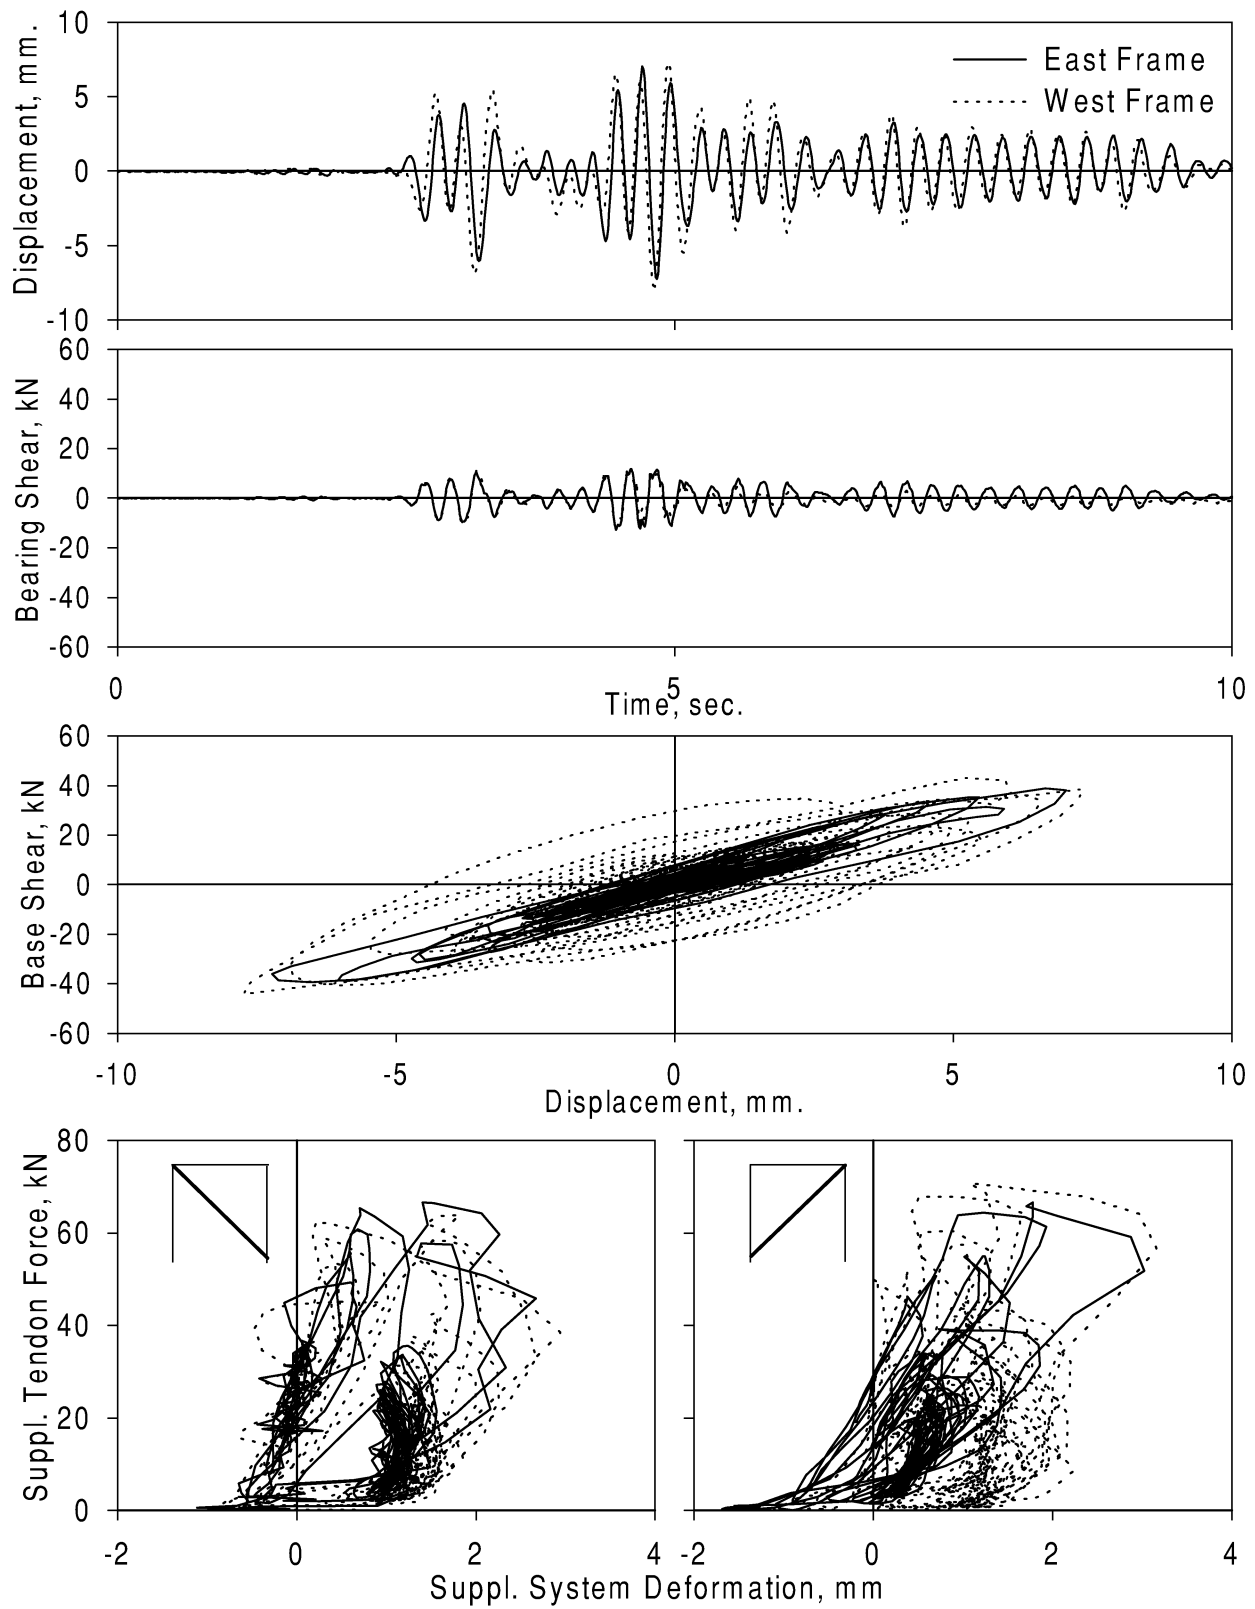 10
5
0
-5
-10
Displacement, mm.
East Frame
West Frame
60
40
20
0
-20
-40
-60
Bearing Shear, kN
0 5 10
Time, sec.
60
40
20
0
-20
-40
-60
Base Shear, kN
-10 -5 0 5 10
Displacement, mm.
80
60
40
20
0
Suppl. Tendon Force, kN
-2 0 2 4 -2 0 2 4
Suppl. System Deformation, mm